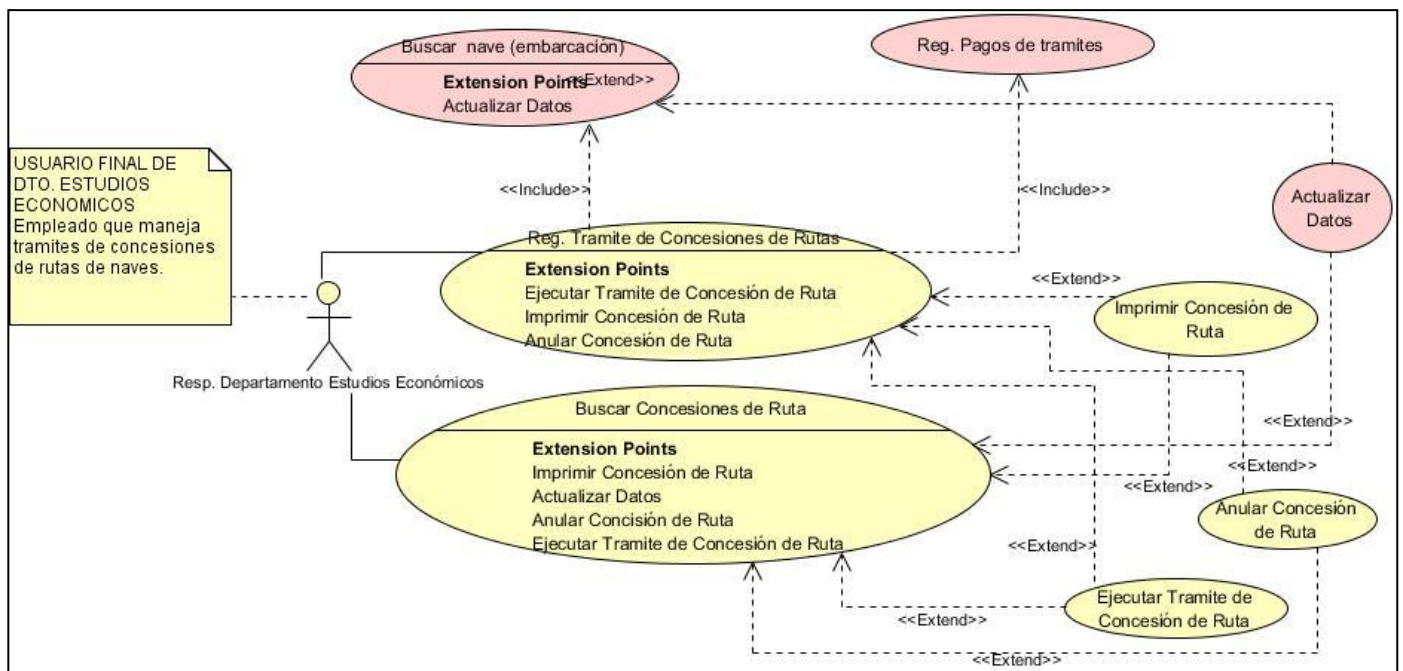 Buscar nave (embarcación)
Extension Points
Actualizar Datos
<<Extend>>
Reg. Pagos de tramites
USUARIO FINAL DE
DTO. ESTUDIOS
ECONOMICOS
Empleado que maneja
tramites de concesiones
de rutas de naves.
<<Include>>
<<Include>>
Actualizar
Datos
Reg. Tramite de Concesiones de Rutas
Extension Points
Ejecutar Tramite de Concesión de Ruta
Imprimir Concesión de Ruta
Anular Concesión de Ruta
<<Extend>>
Imprimir Concesión de
Ruta
Resp. Departamento Estudios Económicos
Buscar Concesiones de Ruta
Extension Points
Imprimir Concesión de Ruta
Actualizar Datos
Anular Concisión de Ruta
Ejecutar Tramite de Concesión de Ruta
<<Extend>>
<<Extend>>
<<Extend>>
Anular Concesión
de Ruta
<<Extend>>
Ejecutar Tramite de
Concesión de Ruta
<<Extend>>
<<Extend>>